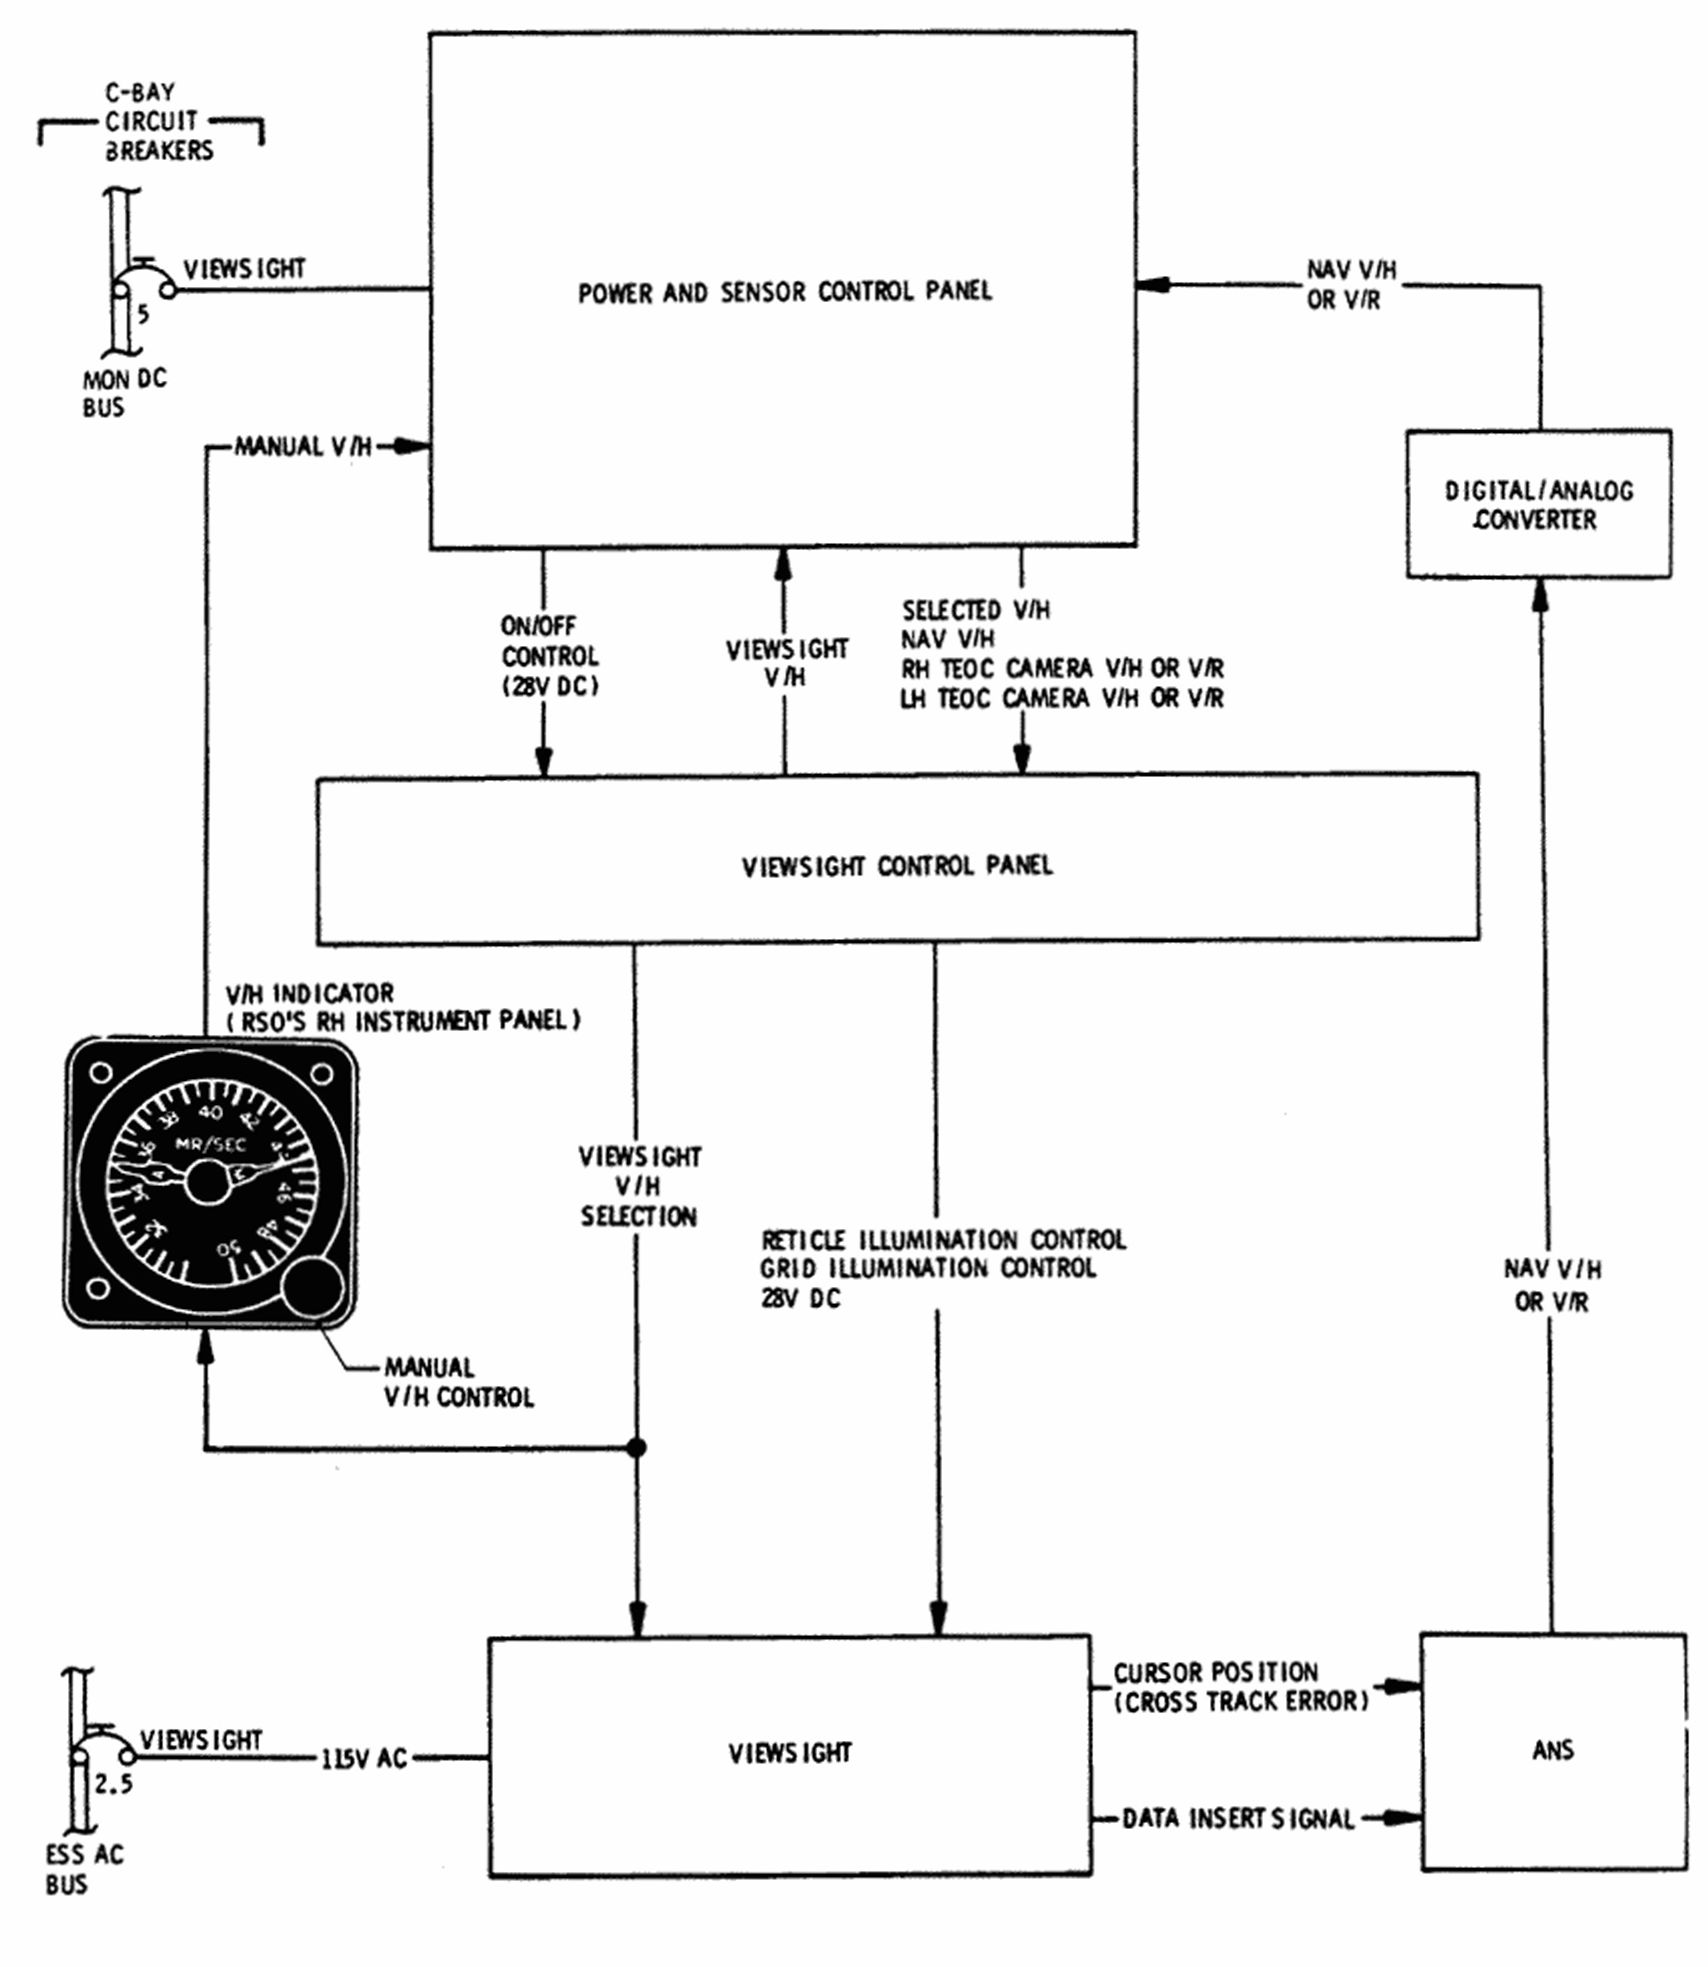 C-BAY
CIRCUIT
BREAKERS
VIEWSIGHT
5
MON DC
BUS
POWER AND SENSOR CONTROL PANEL
NAV V/H
OR V/R
MANUAL V/H
DIGITAL/ANALOG
CONVERTER
ON/OFF
CONTROL
(28V DC)
VIEWSIGHT
V/H
SELECTED V/H
NAV V/H
RH TEOC CAMERA V/H OR V/R
LH TEOC CAMERA V/H OR V/R
VIEWSIGHT CONTROL PANEL
V/H INDICATOR
(RSO'S RH INSTRUMENT PANEL)
32 34 36 38 40 42 44 46 48 50
MR/SEC
A
M
VIEWSIGHT
V/H
SELECTION
RETICLE ILLUMINATION CONTROL
GRID ILLUMINATION CONTROL
28V DC
NAV V/H
OR V/R
MANUAL
V/H CONTROL
VIEWSIGHT
115V AC
2.5
ESS AC
BUS
VIEWSIGHT
CURSOR POSITION
(CROSS TRACK ERROR)
DATA INSERT SIGNAL
ANS